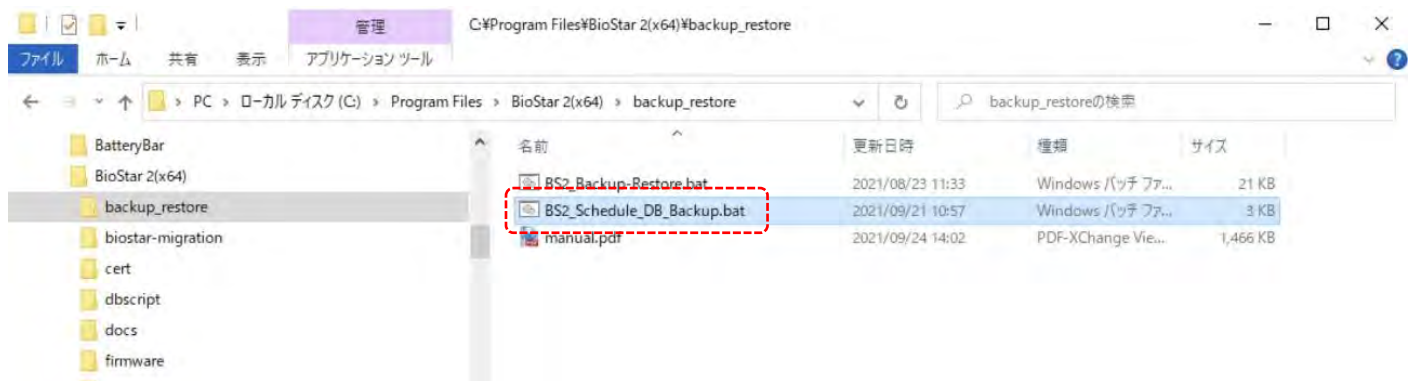 管理 C:¥Program Files¥BioStar 2(x64)¥backup_restore
ファイル ホーム 共有 表示 アプリケーション ツール
PC › ローカル ディスク (C:) › Program Files › BioStar 2(x64) › backup_restore backup_restoreの検索
BatteryBar
BioStar 2(x64)
backup_restore
biostar-migration
cert
dbscript
docs
firmware
名前 更新日時 種類 サイズ
BS2_Backup-Restore.bat 2021/08/23 11:33 Windows バッチ ファ... 21 KB
BS2_Schedule_DB_Backup.bat 2021/09/21 10:57 Windows バッチ ファ... 3 KB
manual.pdf 2021/09/24 14:02 PDF-XChange Vie... 1,466 KB